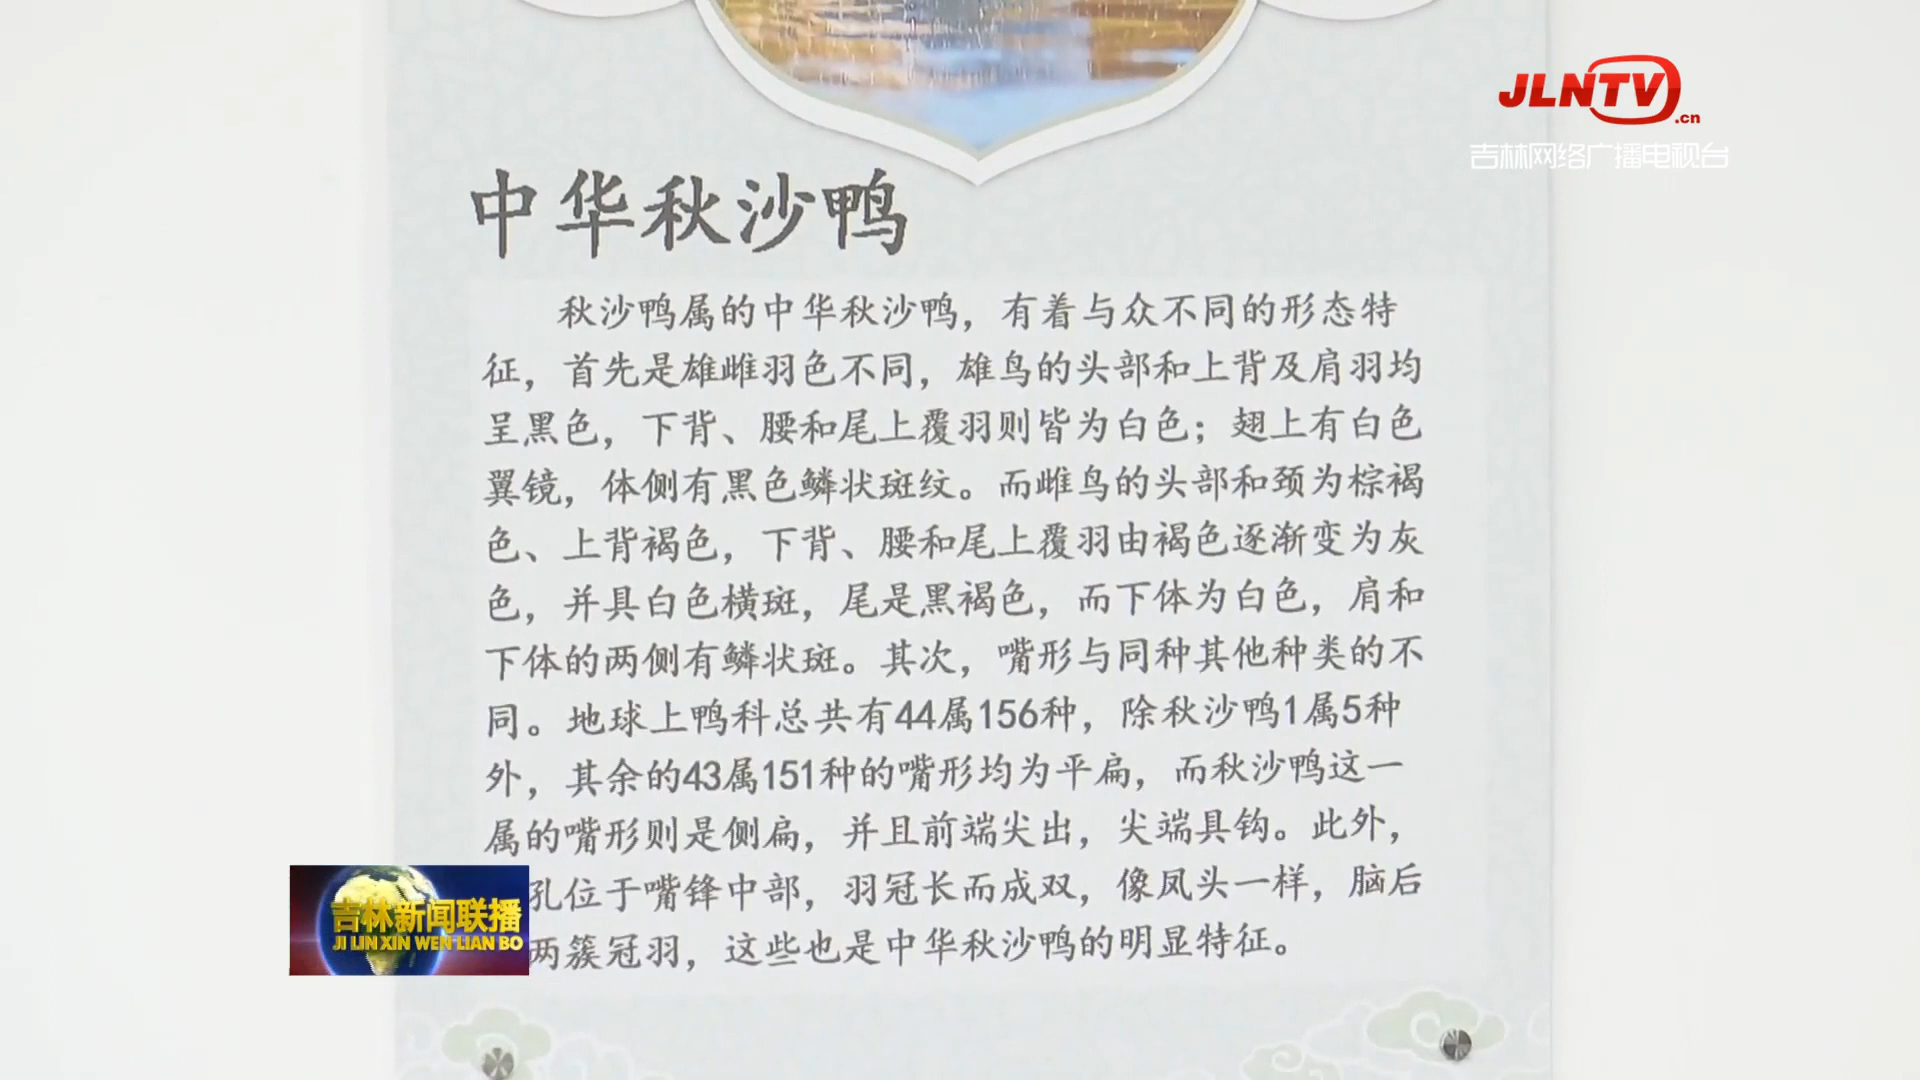 JLNTV.cn
吉林网络广播电视台
中华秋沙鸭
秋沙鸭属的中华秋沙鸭，有着与众不同的形态特
征，首先是雄雌羽色不同，雄鸟的头部和上背及肩羽均
呈黑色，下背、腰和尾上覆羽则皆为白色；翅上有白色
翼镜，体侧有黑色鳞状斑纹。而雌鸟的头部和颈为棕褐
色、上背褐色，下背、腰和尾上覆羽由褐色逐渐变为灰
色，并具白色横斑，尾是黑褐色，而下体为白色，肩和
下体的两侧有鳞状斑。其次，嘴形与同种其他种类的不
同。地球上鸭科总共有44属156种，除秋沙鸭1属5种
外，其余的43属151种的嘴形均为平扁，而秋沙鸭这一
属的嘴形则是侧扁，并且前端尖出，尖端具钩。此外，
孔位于嘴锋中部，羽冠长而成双，像凤头一样，脑后
两簇冠羽，这些也是中华秋沙鸭的明显特征。
吉林新闻联播
JI LIN XIN WEN LIAN BO